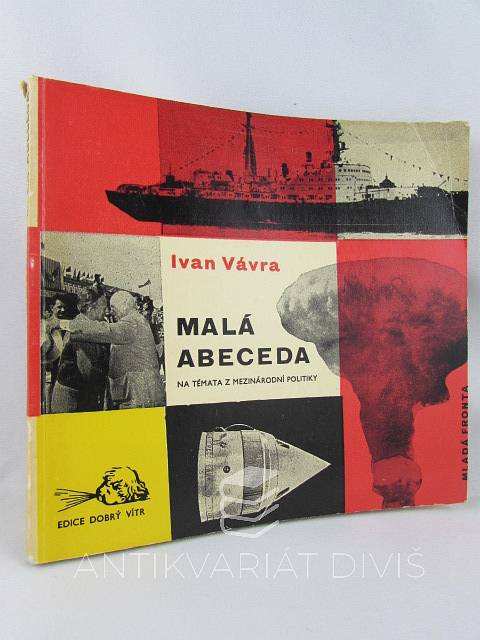 Ivan Vávra
MALÁ
ABECEDA
NA TÉMATA Z MEZINÁRODNÍ POLITIKY
MLADÁ FRONTA
EDICE DOBRÝ VÍTR
ANTIKVARIÁT DIVIŠ